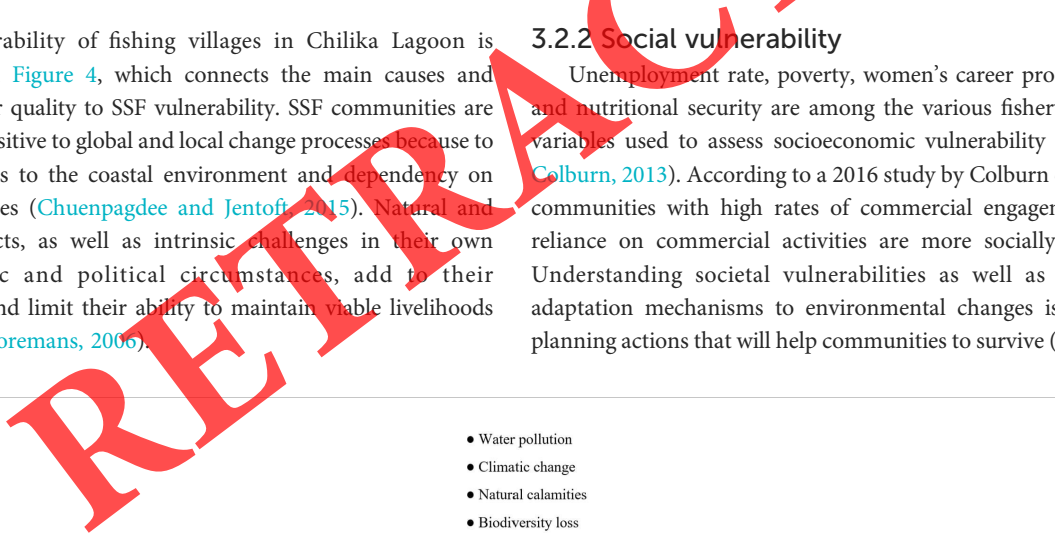 rability of fishing villages in Chilika Lagoon is
Figure 4, which connects the main causes and
r quality to SSF vulnerability. SSF communities are
sitive to global and local change processes because to
s to the coastal environment and dependency on
es (Chuenpagdee and Jentoft, 2015). Natural and
cts, as well as intrinsic challenges in their own
c and political circumstances, add to their
nd limit their ability to maintain viable livelihoods
oremans, 2006).
3.2.2 Social vulnerability
Unemployment rate, poverty, women's career pro
and nutritional security are among the various fisher
variables used to assess socioeconomic vulnerability
Colburn, 2013). According to a 2016 study by Colburn
communities with high rates of commercial engagem
reliance on commercial activities are more socially
Understanding societal vulnerabilities as well as
adaptation mechanisms to environmental changes is
planning actions that will help communities to survive (
RETRAC
• Water pollution
• Climatic change
• Natural calamities
• Biodiversity loss